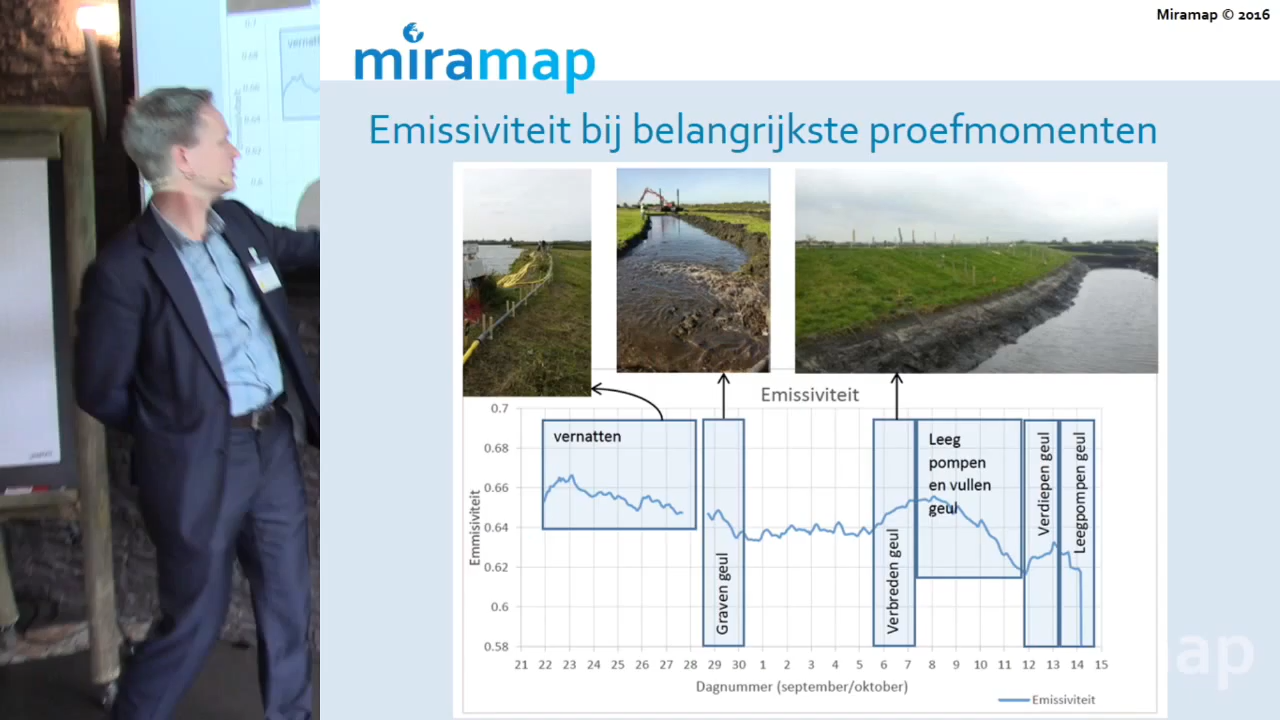 Miramap © 2016
miramap
Emissiviteit bij belangrijkste proefmomenten
Emissiviteit
0.7
0.68
0.66
0.64
0.62
0.6
0.58
Emmisiviteit
vernatten
Graven geul
Verbreden geul
Leeg
pompen
en vullen
geul
Verdiepen geul
Leegpompen geul
21 22 23 24 25 26 27 28 29 30 1 2 3 4 5 6 7 8 9 10 11 12 13 14 15
Dagnummer (september/oktober)
Emissiviteit
ap